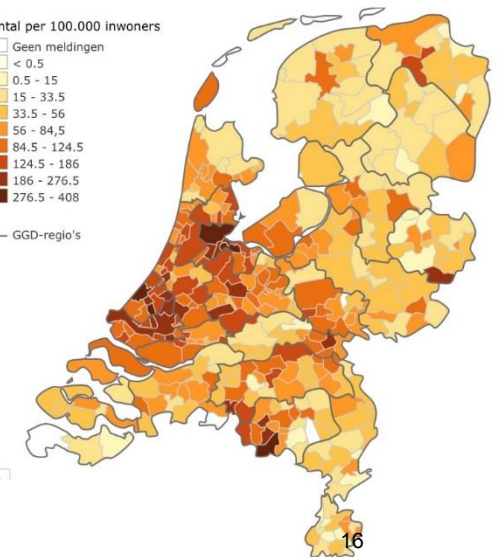 ntal per 100.000 inwoners
Geen meldingen
< 0.5
0.5 - 15
15 - 33.5
33.5 - 56
56 - 84,5
84.5 - 124.5
124.5 - 186
186 - 276.5
276.5 - 408
GGD-regio's
16